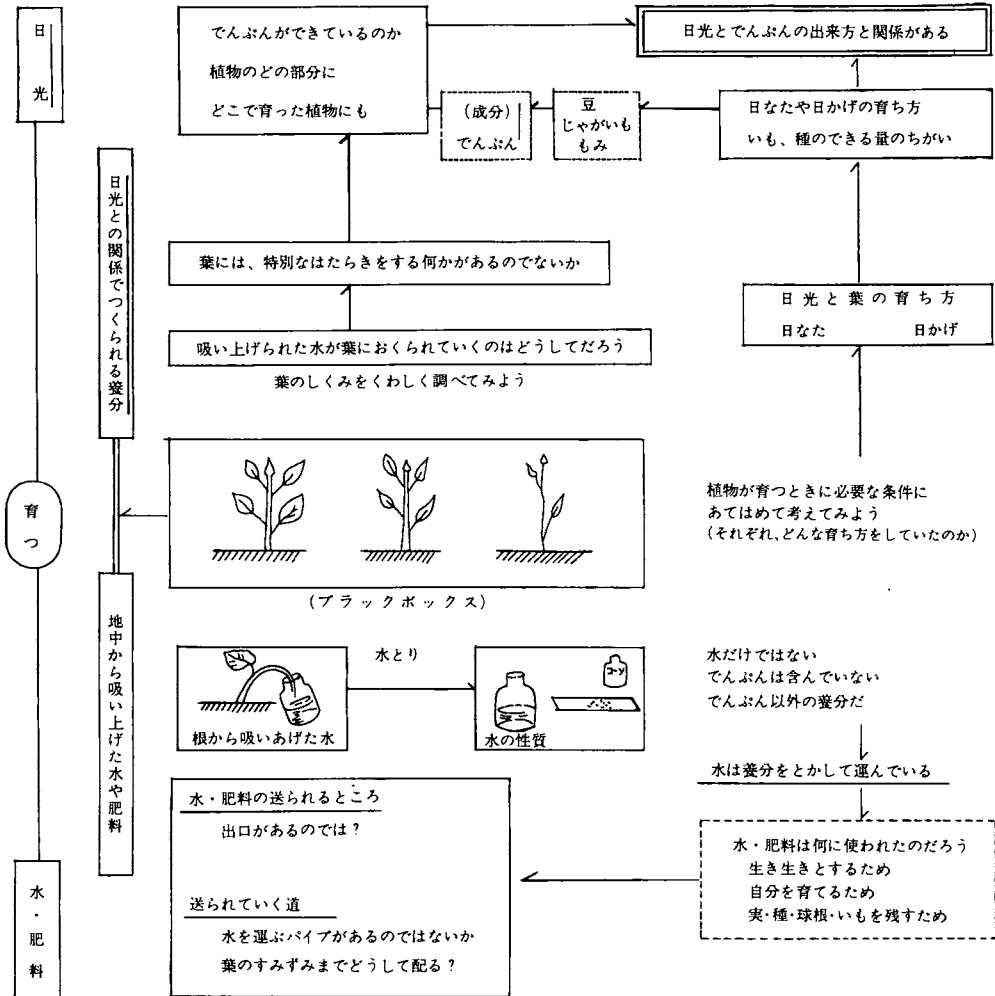 日光
でんぷんができているのか
植物のどの部分に
どこで育った植物にも
(成分)
でんぷん
豆
じゃがいも
もみ
日光とでんぷんの出来方と関係がある
日なたや日かげの育ち方
いも、種のできる量のちがい
日光との関係でつくられる養分
葉には、特別なはたらきをする何かがあるのでないか
吸い上げられた水が葉におくられていくのはどうしてだろう
葉のしくみをくわしく調べてみよう
日光と葉の育ち方
日なた 日かげ
育つ
(ブラックボックス)
植物が育つときに必要な条件に
あてはめて考えてみよう
(それぞれ、どんな育ち方をしていたのか)
地中から吸い上げた水や肥料
根から吸いあげた水
水とり
ヨーソ
水の性質
水だけではない
でんぷんは含んでいない
でんぷん以外の養分だ
水は養分をとかして運んでいる
水・肥料の送られるところ
出口があるのでは?
送られていく道
水を運ぶパイプがあるのではないか
葉のすみずみまでどうして配る?
水・肥料は何に使われたのだろう
生き生きとするため
自分を育てるため
実・種・球根・いもを残すため
水・肥料